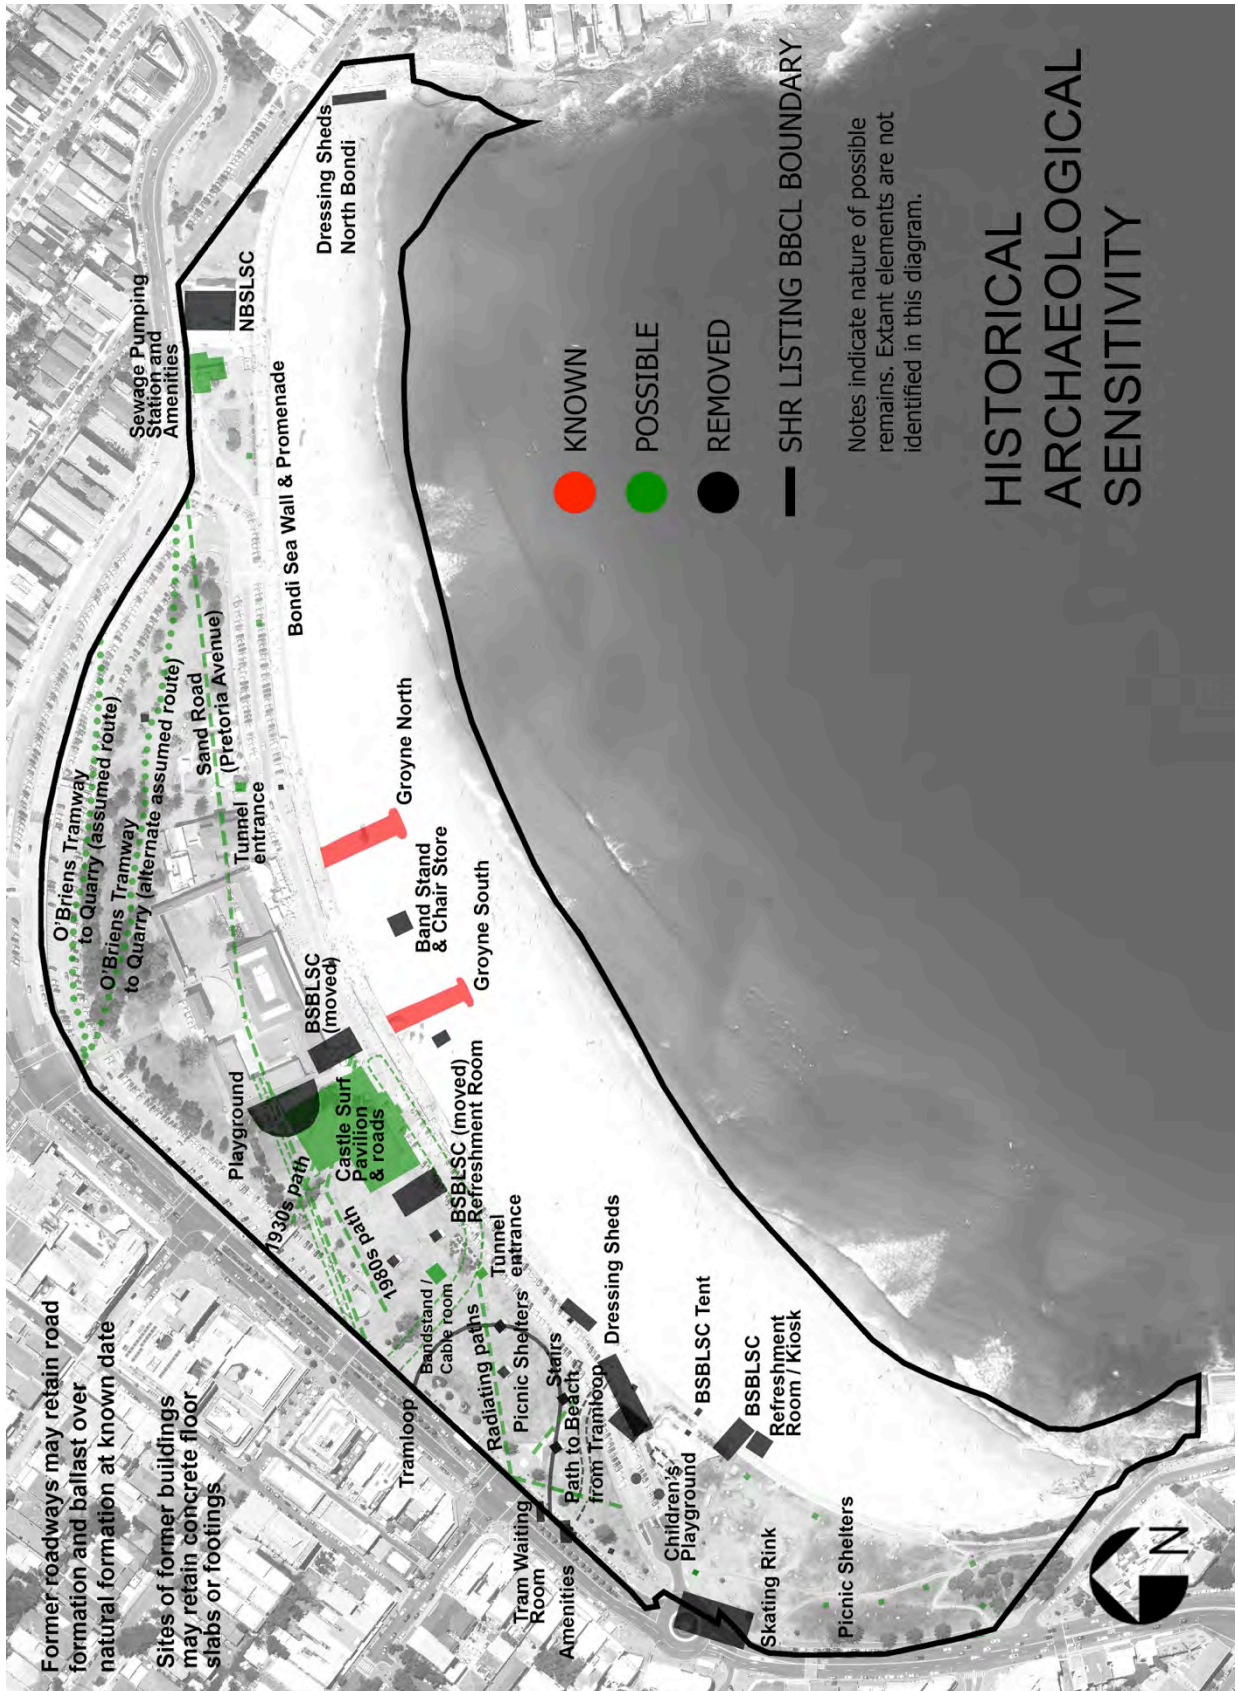 Former roadways may retain road
formation and ballast over
natural formation at known date
Sites of former buildings
may retain concrete floor
slabs or footings
O'Briens Tramway
to Quarry (assumed route)
O'Briens Tramway
to Quarry (alternate assumed route)
Sand Road
(Pretoria Avenue)
Tunnel
entrance
Sewage Pumping
Station and
Amenities
NBSLSC
Dressing Sheds
North Bondi
Bondi Sea Wall & Promenade
Groyne North
Band Stand
& Chair Store
Groyne South
BSBLSC
(moved)
Playground
Castle Surf
Pavilion
& roads
1930s path
1980s path
BSBLSC (moved)
Refreshment Room
Tunnel
entrance
Bandstand /
Cable room
Tramloop
Radiating paths
Picnic Shelters
Stairs
Path to Beach
from Tramloop
Dressing Sheds
Tram Waiting
Room
Amenities
BSBLSC Tent
BSBLSC
Refreshment
Room / Kiosk
Children's
Playground
Skating Rink
Picnic Shelters
KNOWN
POSSIBLE
REMOVED
SHR LISTING BBCL BOUNDARY
Notes indicate nature of possible
remains. Extant elements are not
identified in this diagram.
HISTORICAL
ARCHAEOLOGICAL
SENSITIVITY
N